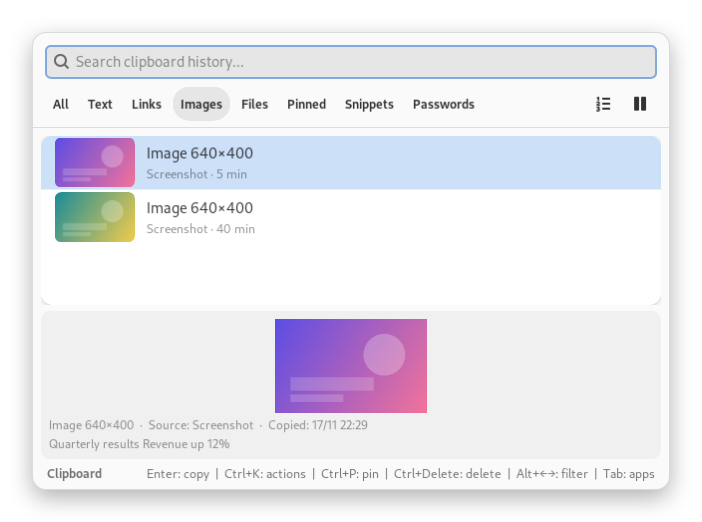 Search clipboard history...
All Text Links Images Files Pinned Snippets Passwords
Image 640×400
Screenshot · 5 min
Image 640×400
Screenshot · 40 min
Image 640×400 · Source: Screenshot · Copied: 17/11 22:29
Quarterly results Revenue up 12%
Clipboard Enter: copy | Ctrl+K: actions | Ctrl+P: pin | Ctrl+Delete: delete | Alt+←→: filter | Tab: apps